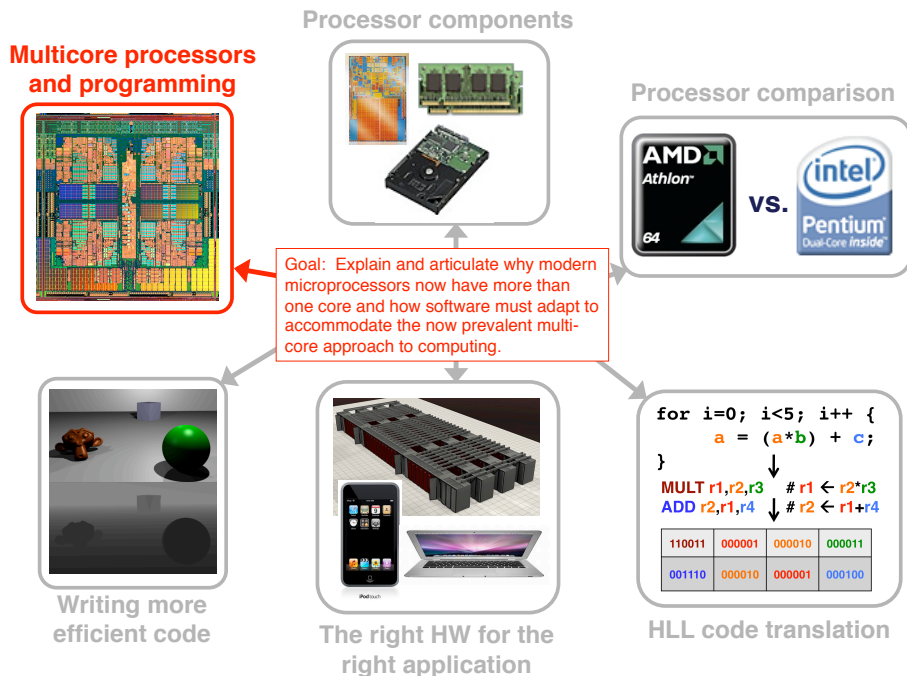 Processor components
Multicore processors
and programming
Processor comparison
AMD
Athlon™
64
vs.
intel
Pentium®
Dual-Core inside™
Goal: Explain and articulate why modern
microprocessors now have more than
one core and how software must adapt to
accommodate the now prevalent multi-
core approach to computing.
for i=0; i<5; i++ {
a = (a*b) + c;
}
MULT r1,r2,r3 # r1 ← r2*r3
ADD r2,r1,r4 # r2 ← r1+r4
110011 000001 000010 000011
001110 000010 000001 000100
iPod touch
Writing more
efficient code
The right HW for the
right application
HLL code translation